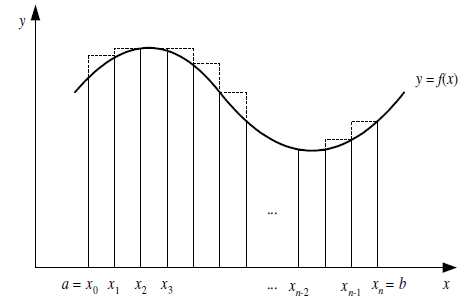 y
y = f(x)
...
a = x₀ x₁ x₂ x₃ ... xₙ₋₂ xₙ₋₁ xₙ = b x